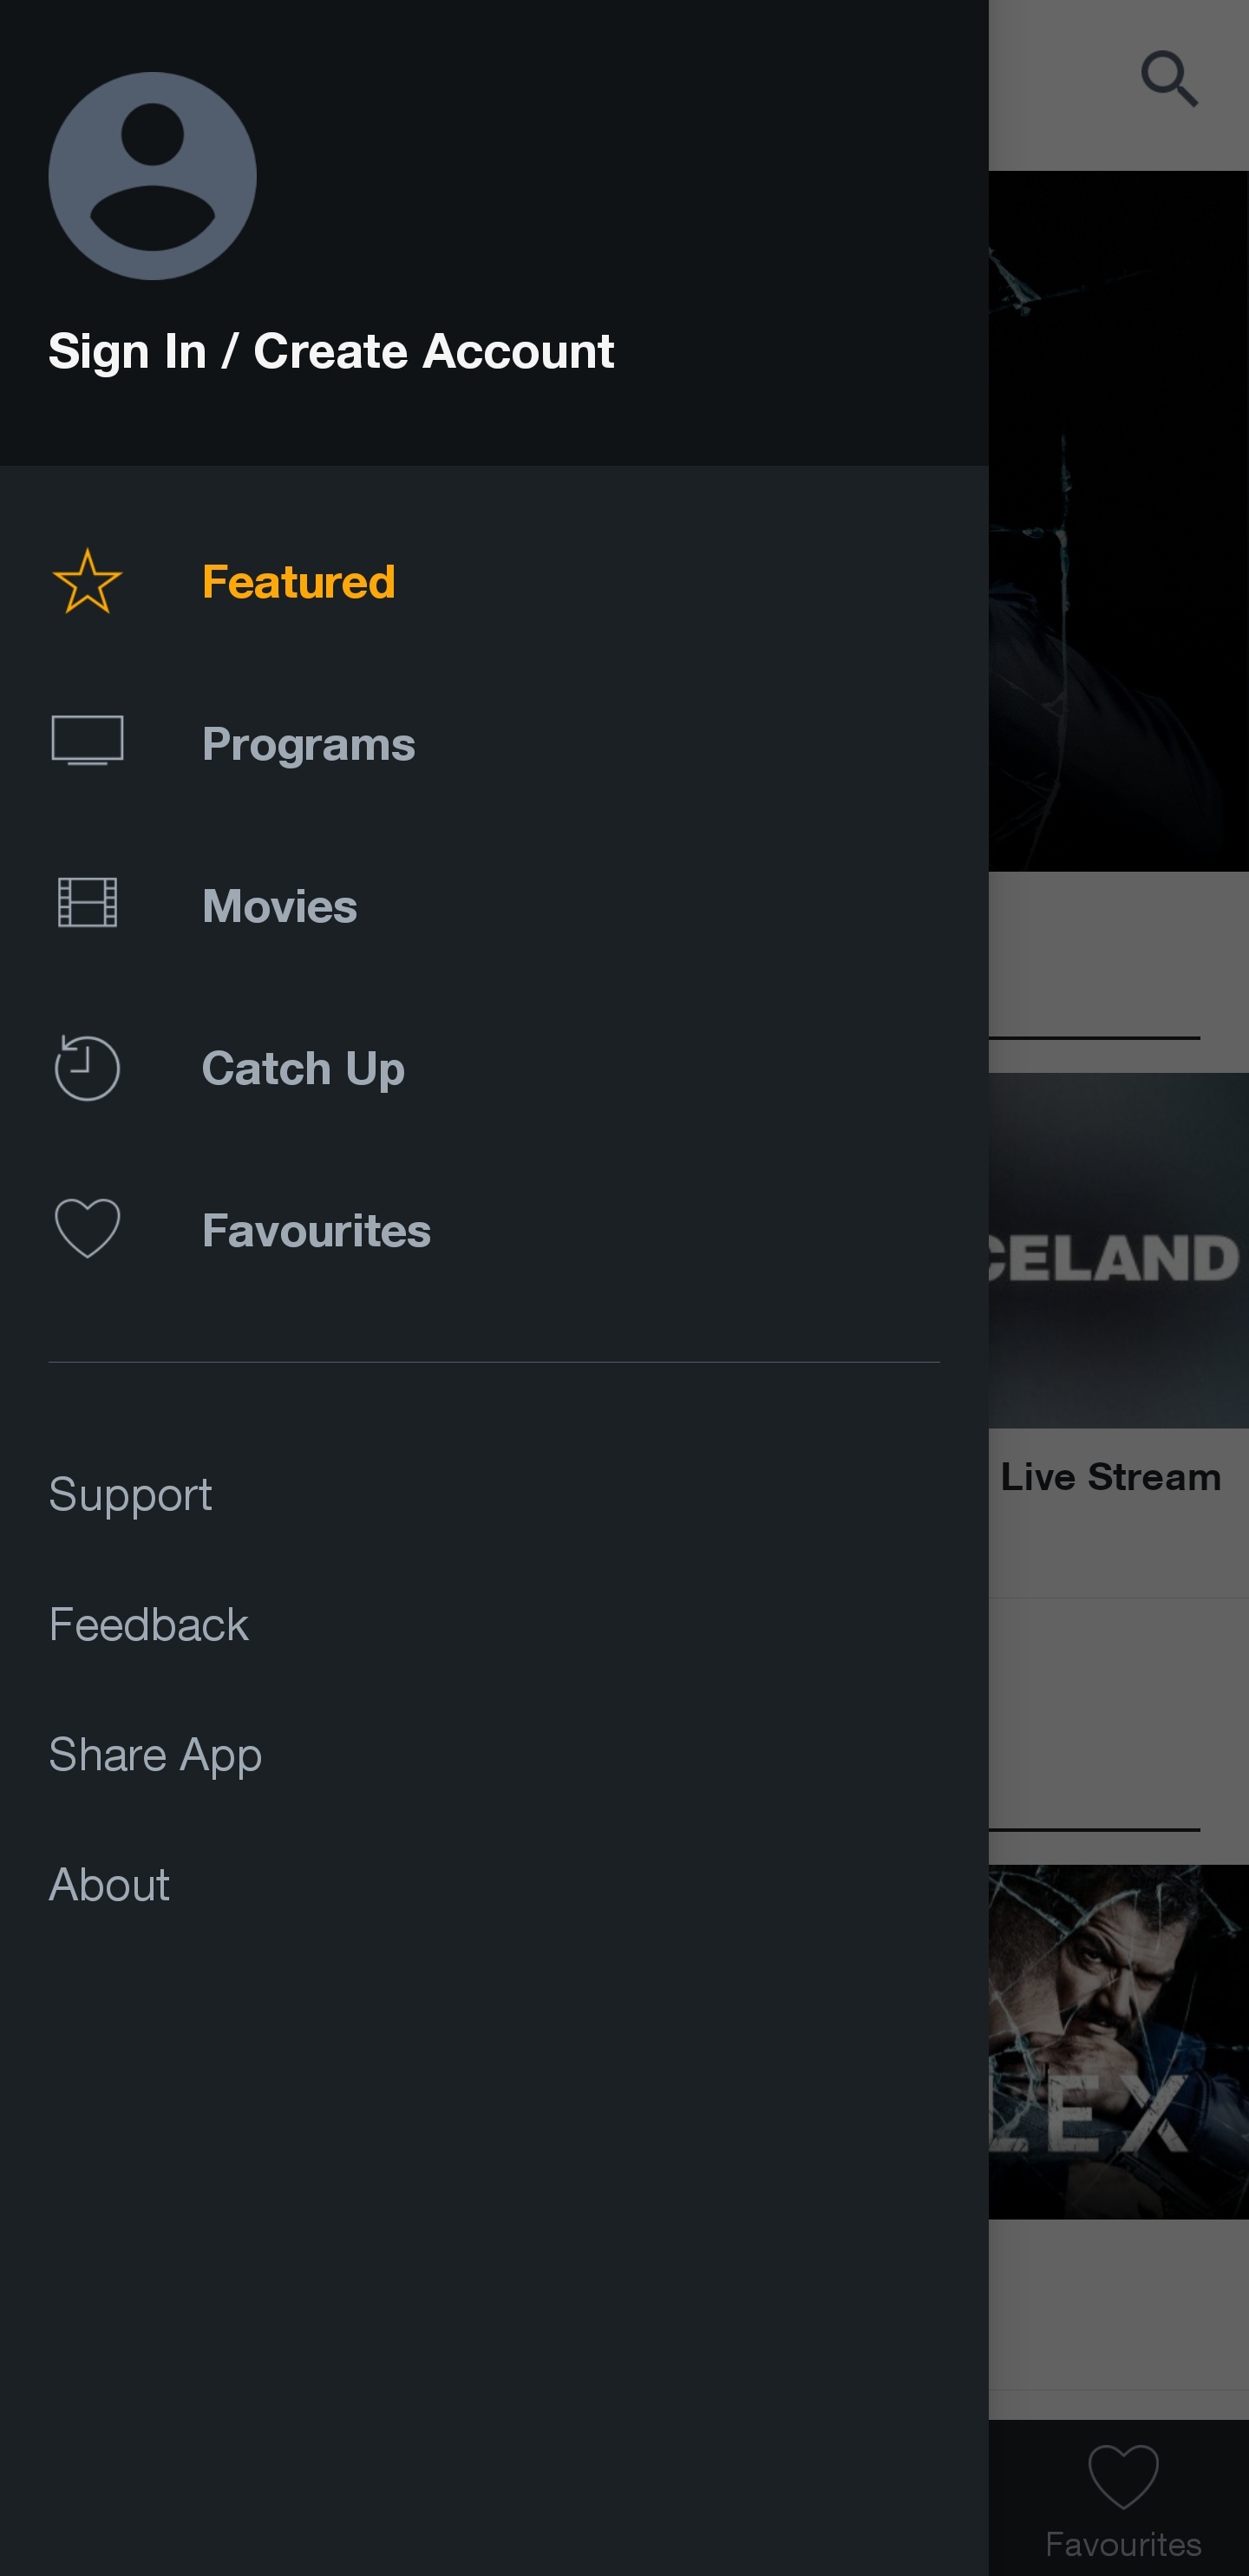 Sign In / Create Account
Featured
Programs
Movies
Catch Up
Favourites
Support
Feedback
Share App
About
CELAND
Live Stream
LEX
Favourites